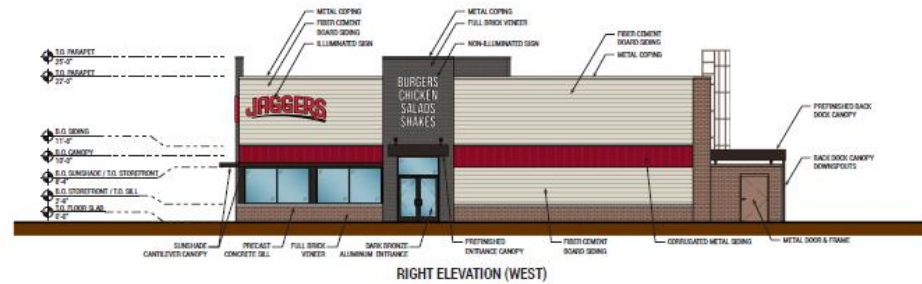 METAL COPING
FIBER CEMENT
BOARD SIDING
ILLUMINATED SIGN
METAL COPING
FULL BRICK VENEER
NON-ILLUMINATED SIGN
FIBER CEMENT
BOARD SIDING
METAL COPING
T.O. PARAPET
25'-0"
T.O. PARAPET
22'-0"
B.O. SIDING
11'-8"
B.O. CANOPY
10'-0"
B.O. SUNSHADE / T.O. STOREFRONT
8'-4"
B.O. STOREFRONT / T.O. SILL
2'-6"
T.O. FLOOR SLAB
0'-0"
JAGGERS
BURGERS
CHICKEN
SALADS
SHAKES
PREFINISHED BACK
DOCK CANOPY
BACK DOCK CANOPY
DOWNSPOUTS
SUNSHADE
CANTILEVER CANOPY
PRECAST
CONCRETE SILL
FULL BRICK
VENEER
DARK BRONZE
ALUMINUM ENTRANCE
PREFINISHED
ENTRANCE CANOPY
FIBER CEMENT
BOARD SIDING
CORRUGATED METAL SIDING
METAL DOOR & FRAME
RIGHT ELEVATION (WEST)